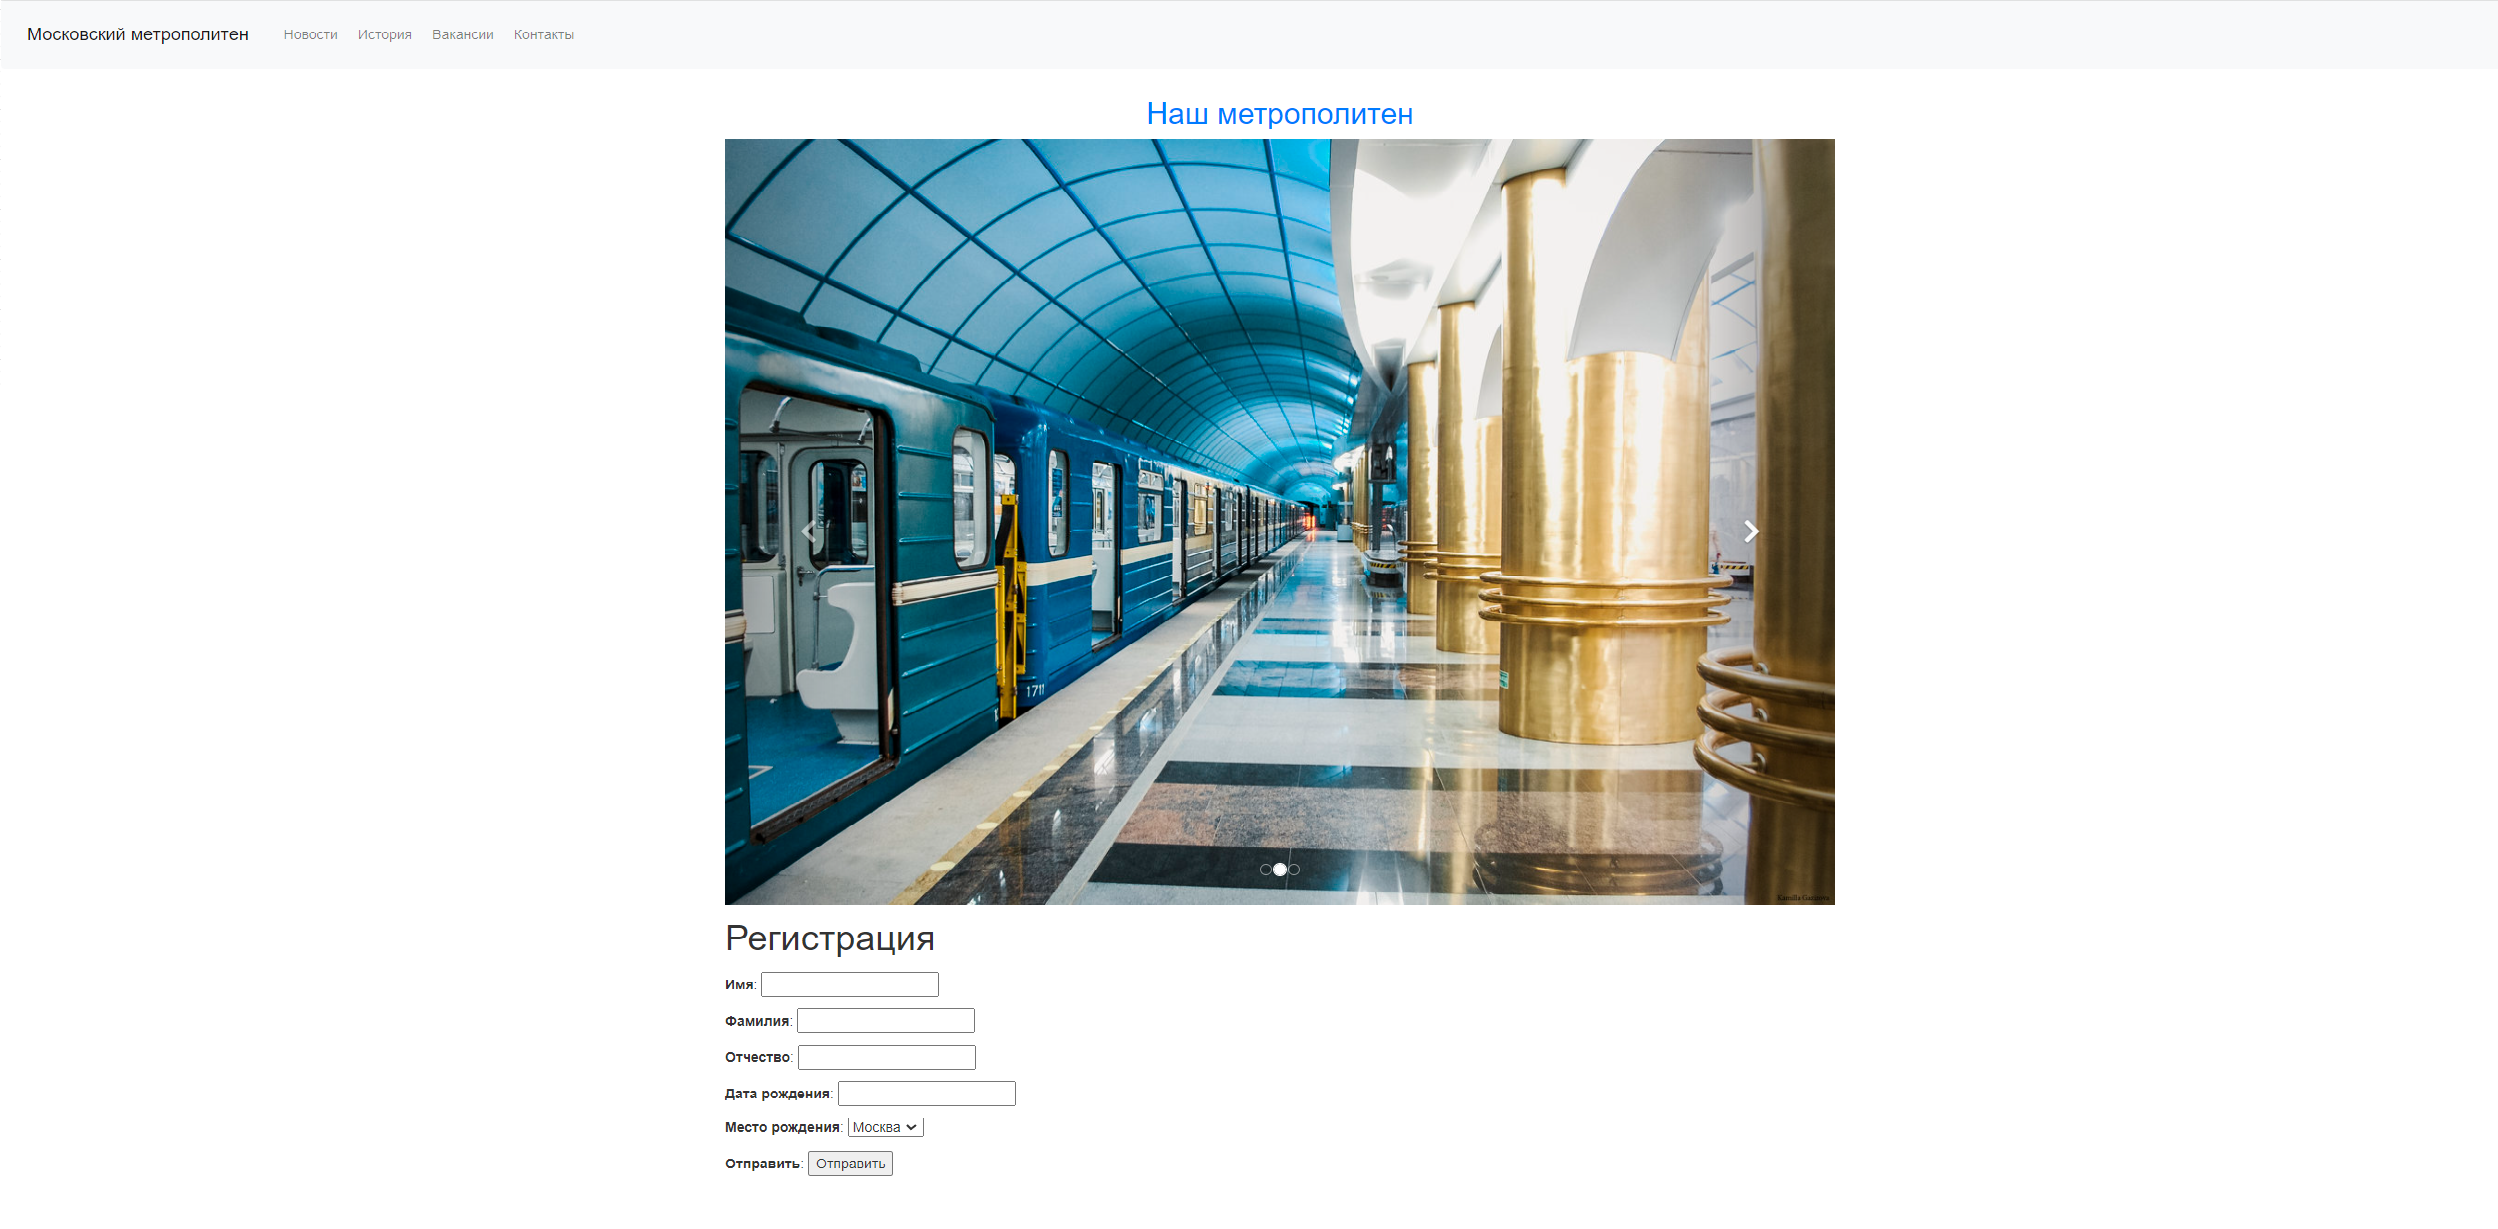 Московский метрополитен Новости История Вакансии Контакты
Наш метрополитен
1711
Регистрация
Имя:
Фамилия:
Отчество:
Дата рождения:
Место рождения: Москва
Отправить: Отправить